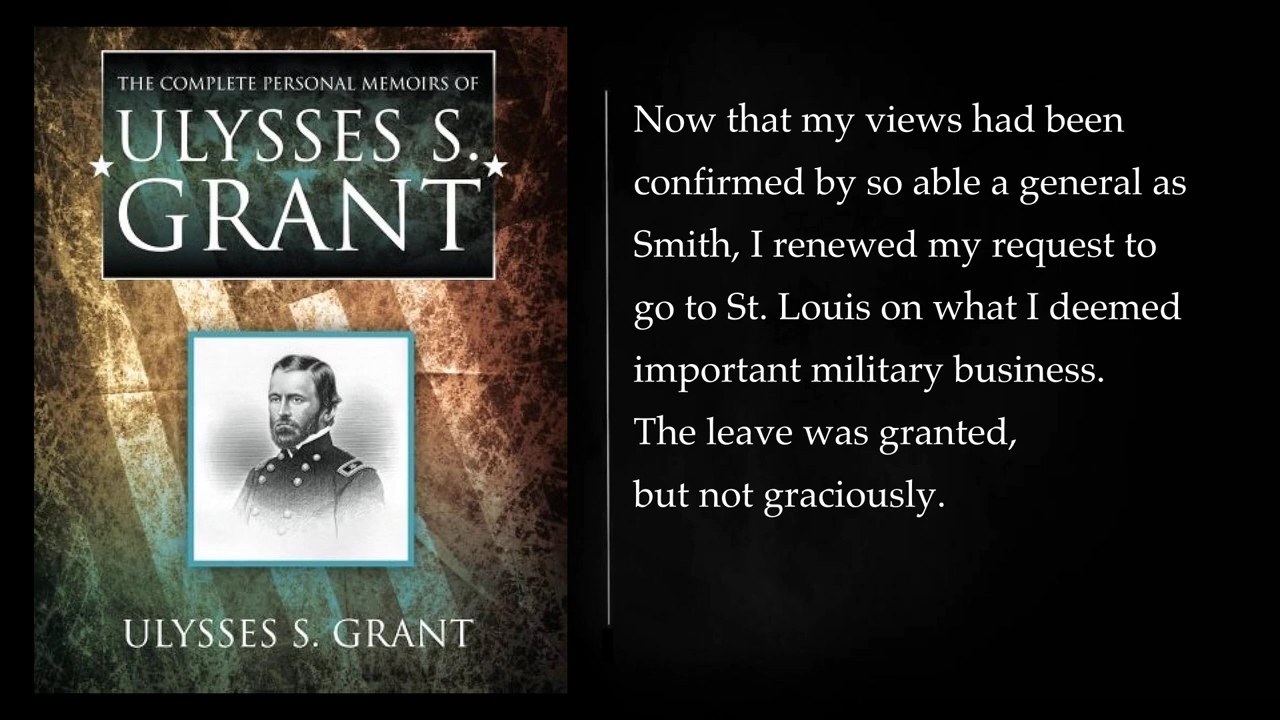 THE COMPLETE PERSONAL MEMOIRS OF
ULYSSES S.
GRANT
ULYSSES S. GRANT
Now that my views had been
confirmed by so able a general as
Smith, I renewed my request to
go to St. Louis on what I deemed
important military business.
The leave was granted,
but not graciously.